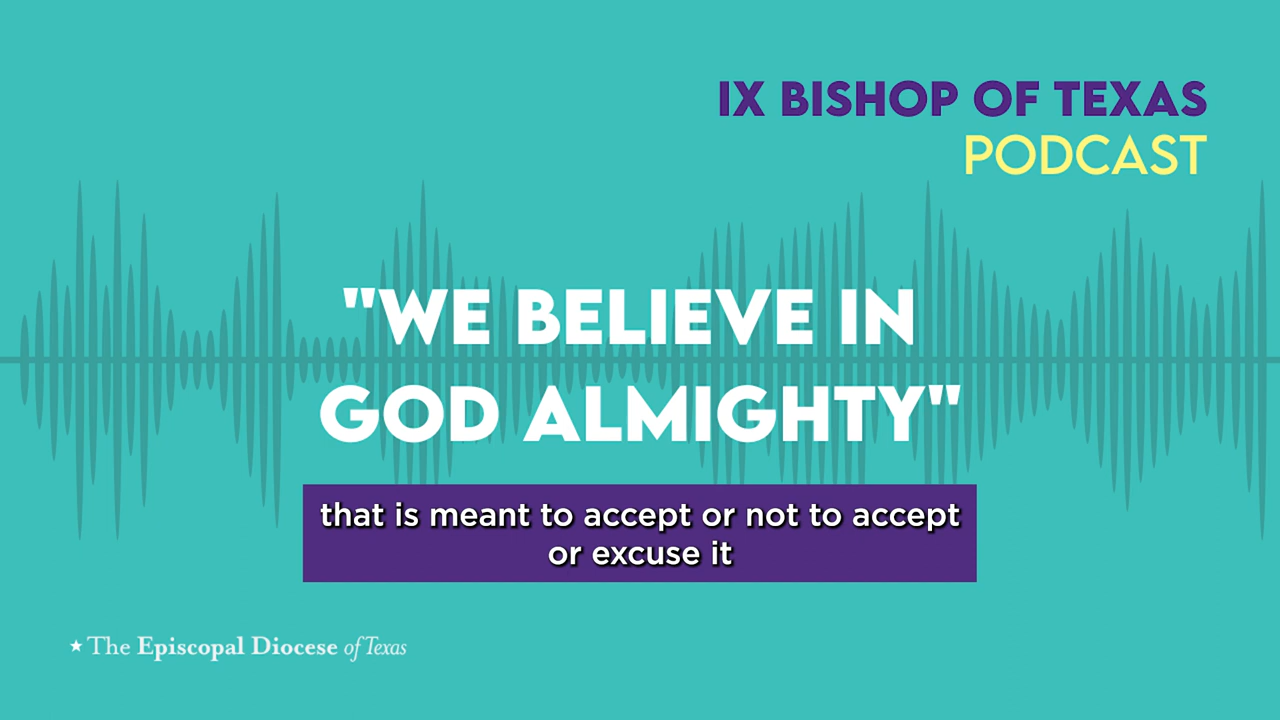 IX BISHOP OF TEXAS
PODCAST
"WE BELIEVE IN
GOD ALMIGHTY"
that is meant to accept or not to accept
or excuse it
The Episcopal Diocese of Texas